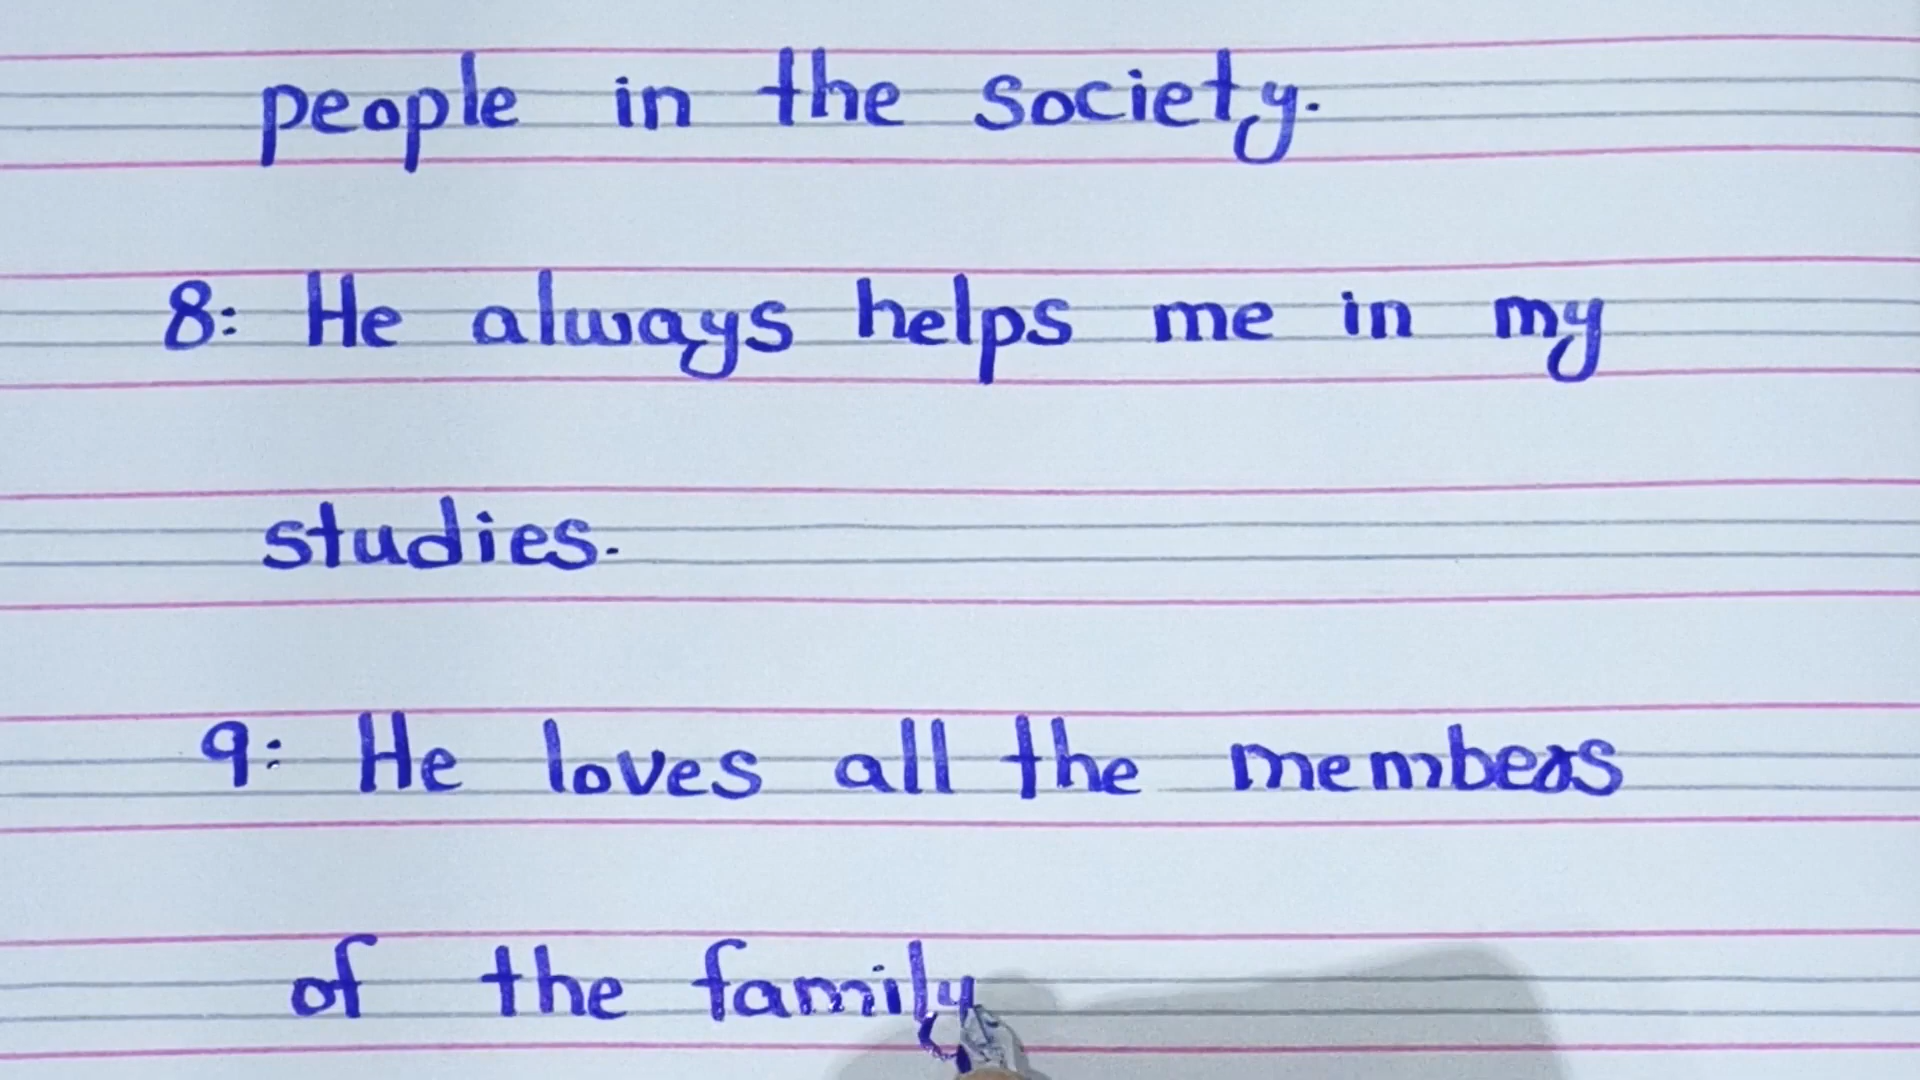 people in the society.
8: He always helps me in my
studies.
9: He loves all the members
of the family